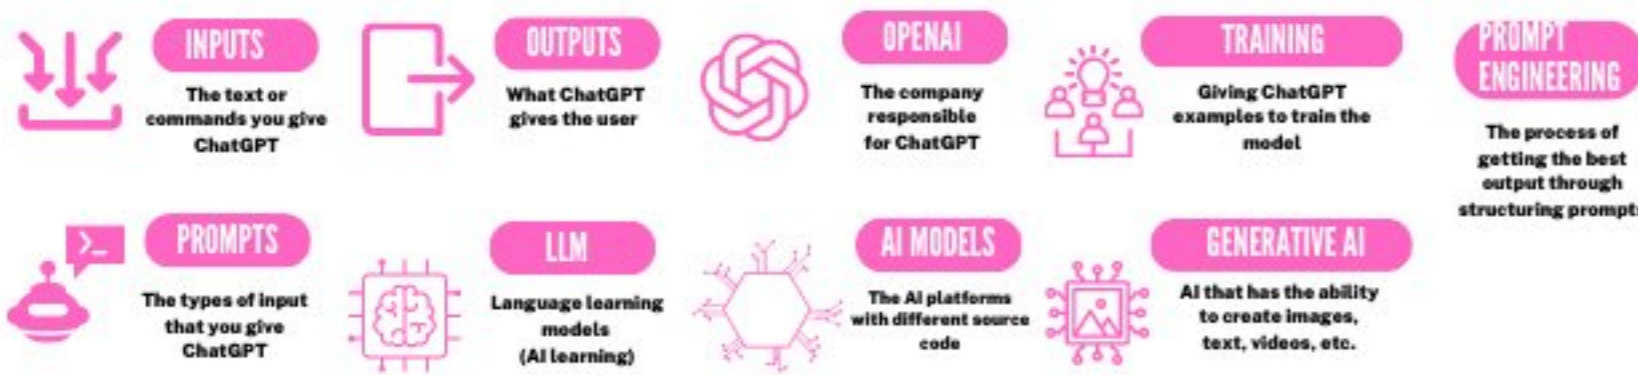 INPUTS
The text or
commands you give
ChatGPT
OUTPUTS
What ChatGPT
gives the user
OPENAI
The company
responsible
for ChatGPT
TRAINING
Giving ChatGPT
examples to train the
model
PROMPT
ENGINEERING
The process of
getting the best
output through
structuring prompts
PROMPTS
The types of input
that you give
ChatGPT
LLM
Language learning
models
(AI learning)
AI MODELS
The AI platforms
with different source
code
GENERATIVE AI
AI that has the ability
to create images,
text, videos, etc.